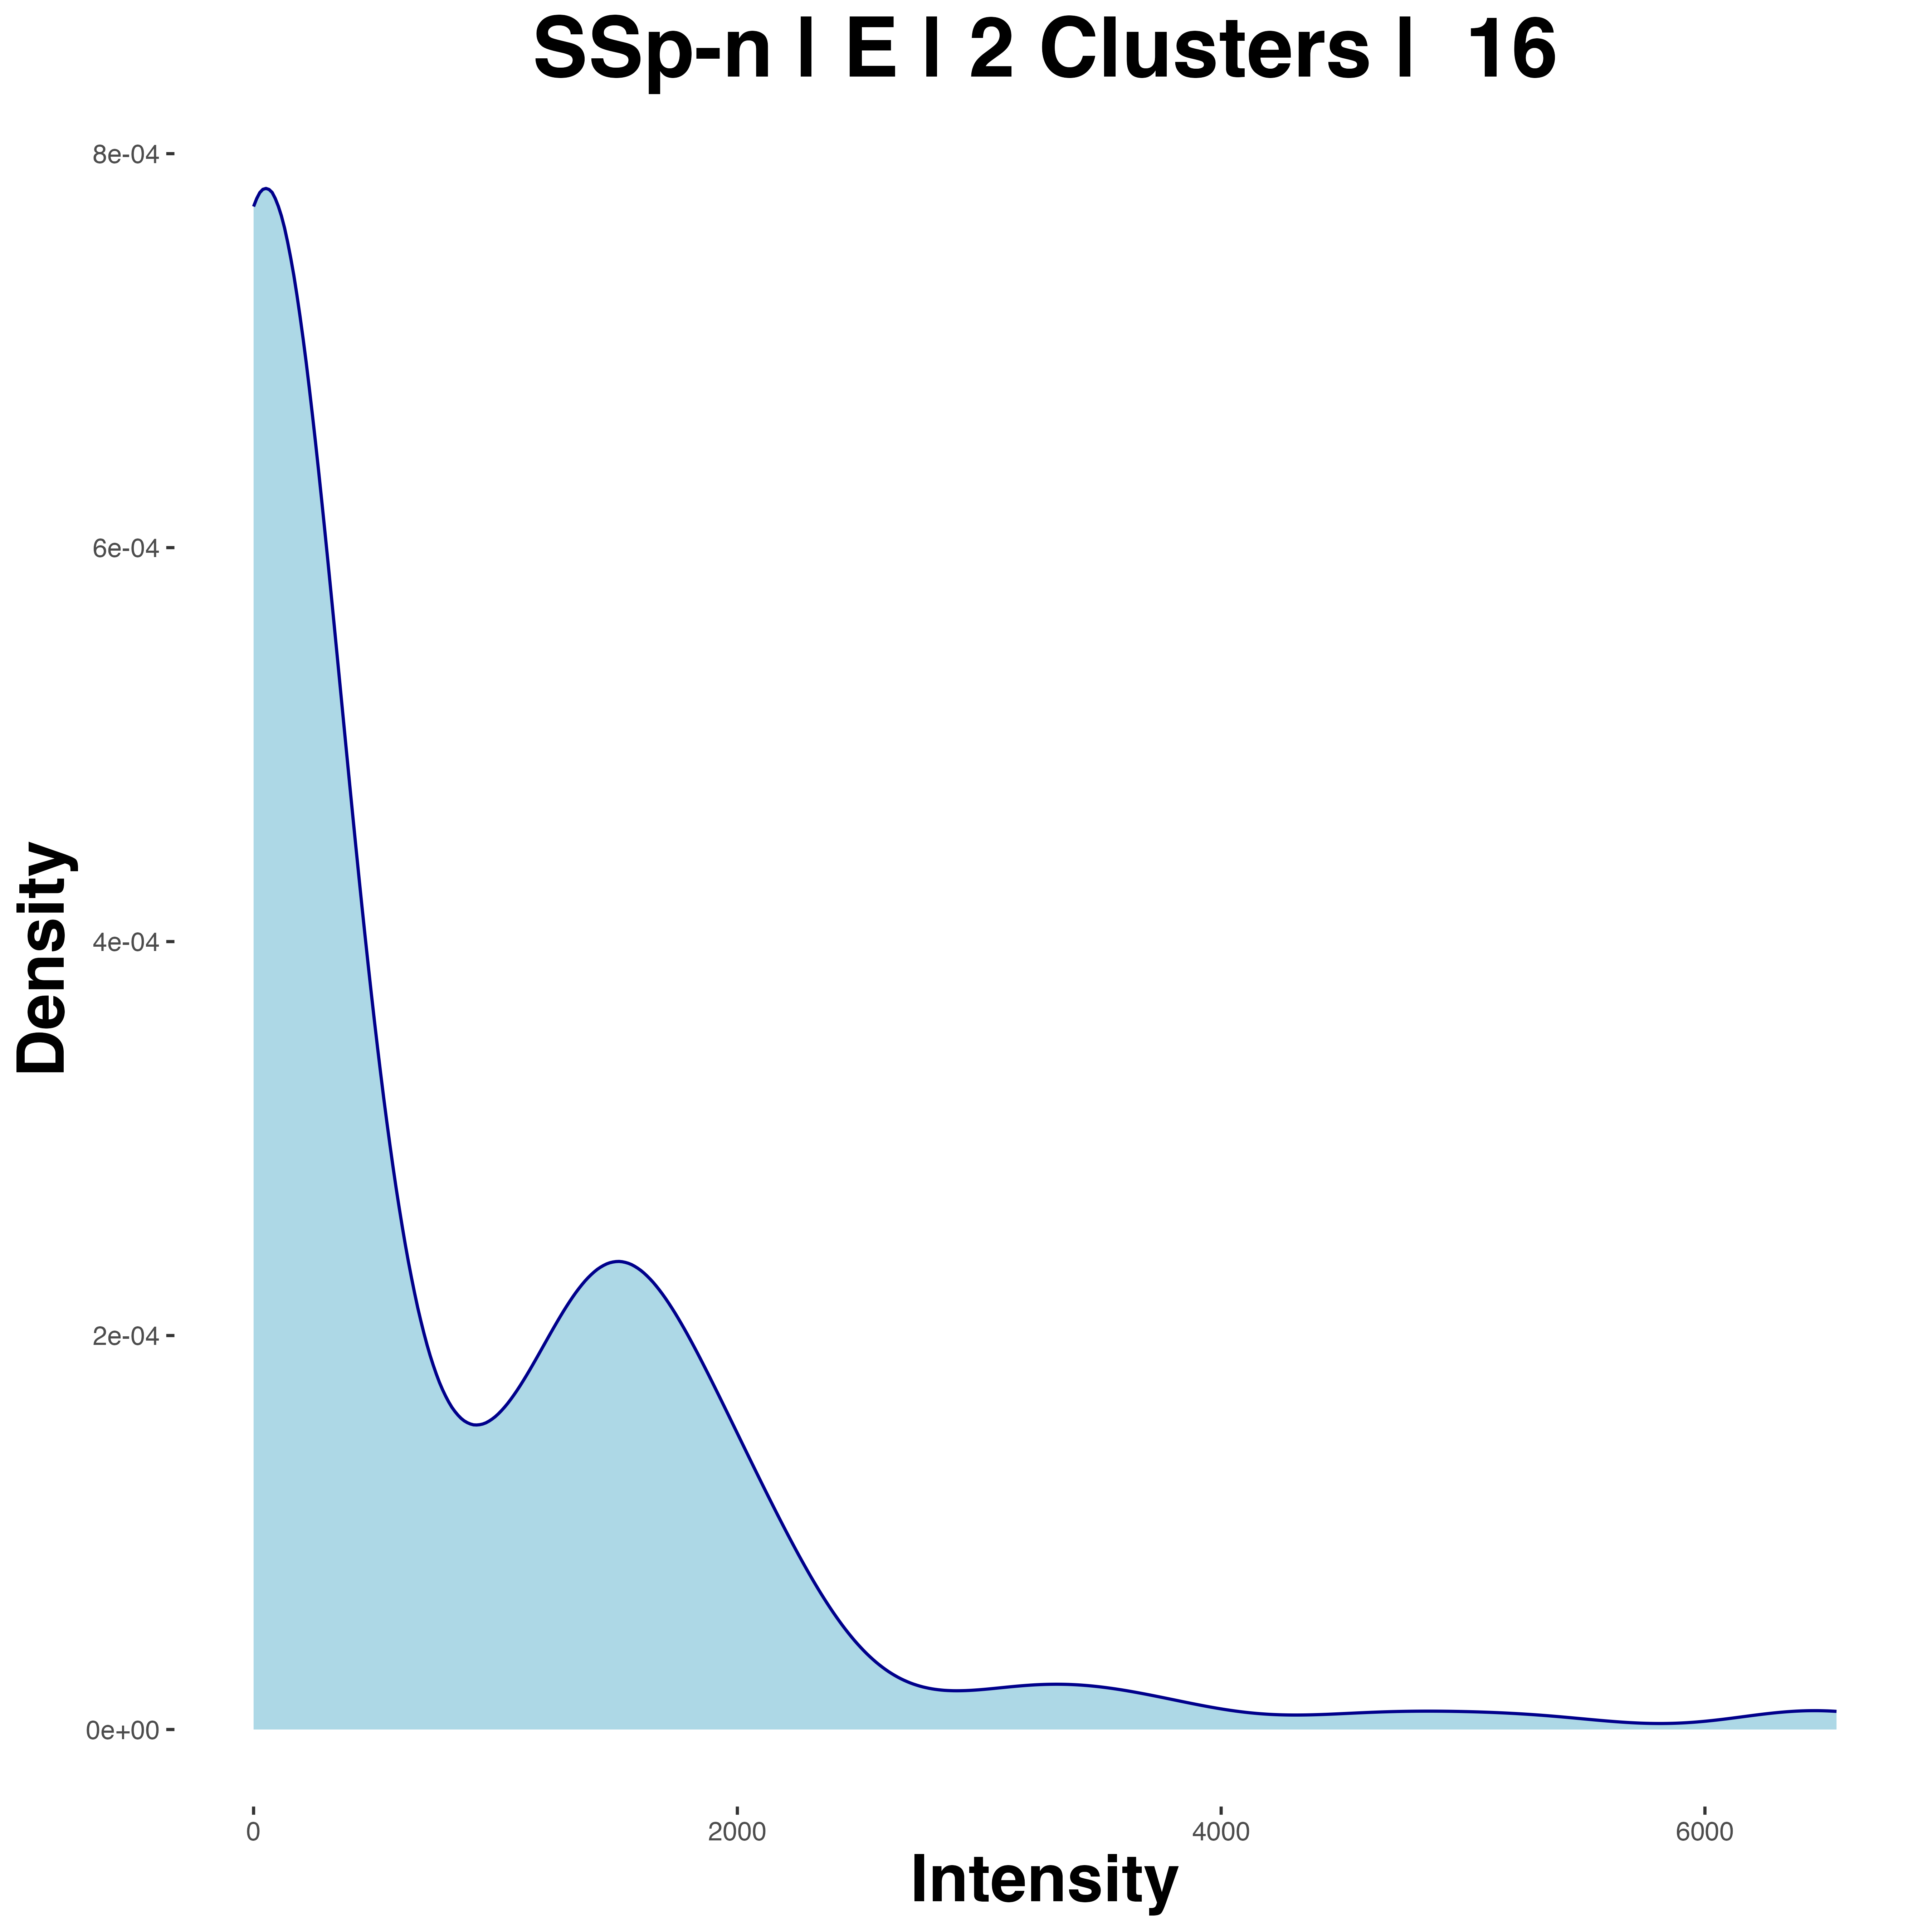 SSp-n | E | 2 Clusters |  16
8e-04
6e-04
4e-04
2e-04
0e+00
Density
0
2000
4000
6000
Intensity